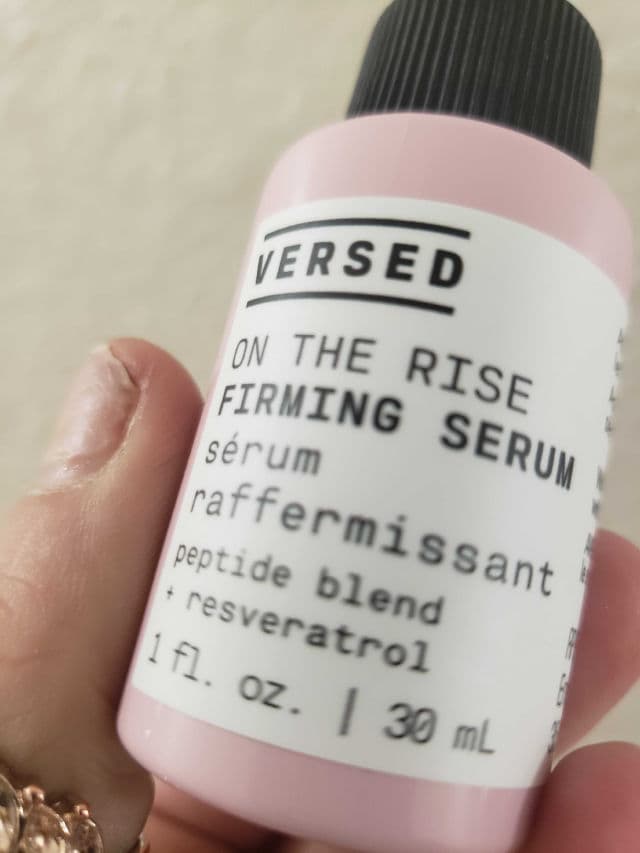 VERSED
ON THE RISE
FIRMING SERUM
sérum
raffermissant
peptide blend
+ resveratrol
1 fl. oz. | 30 mL